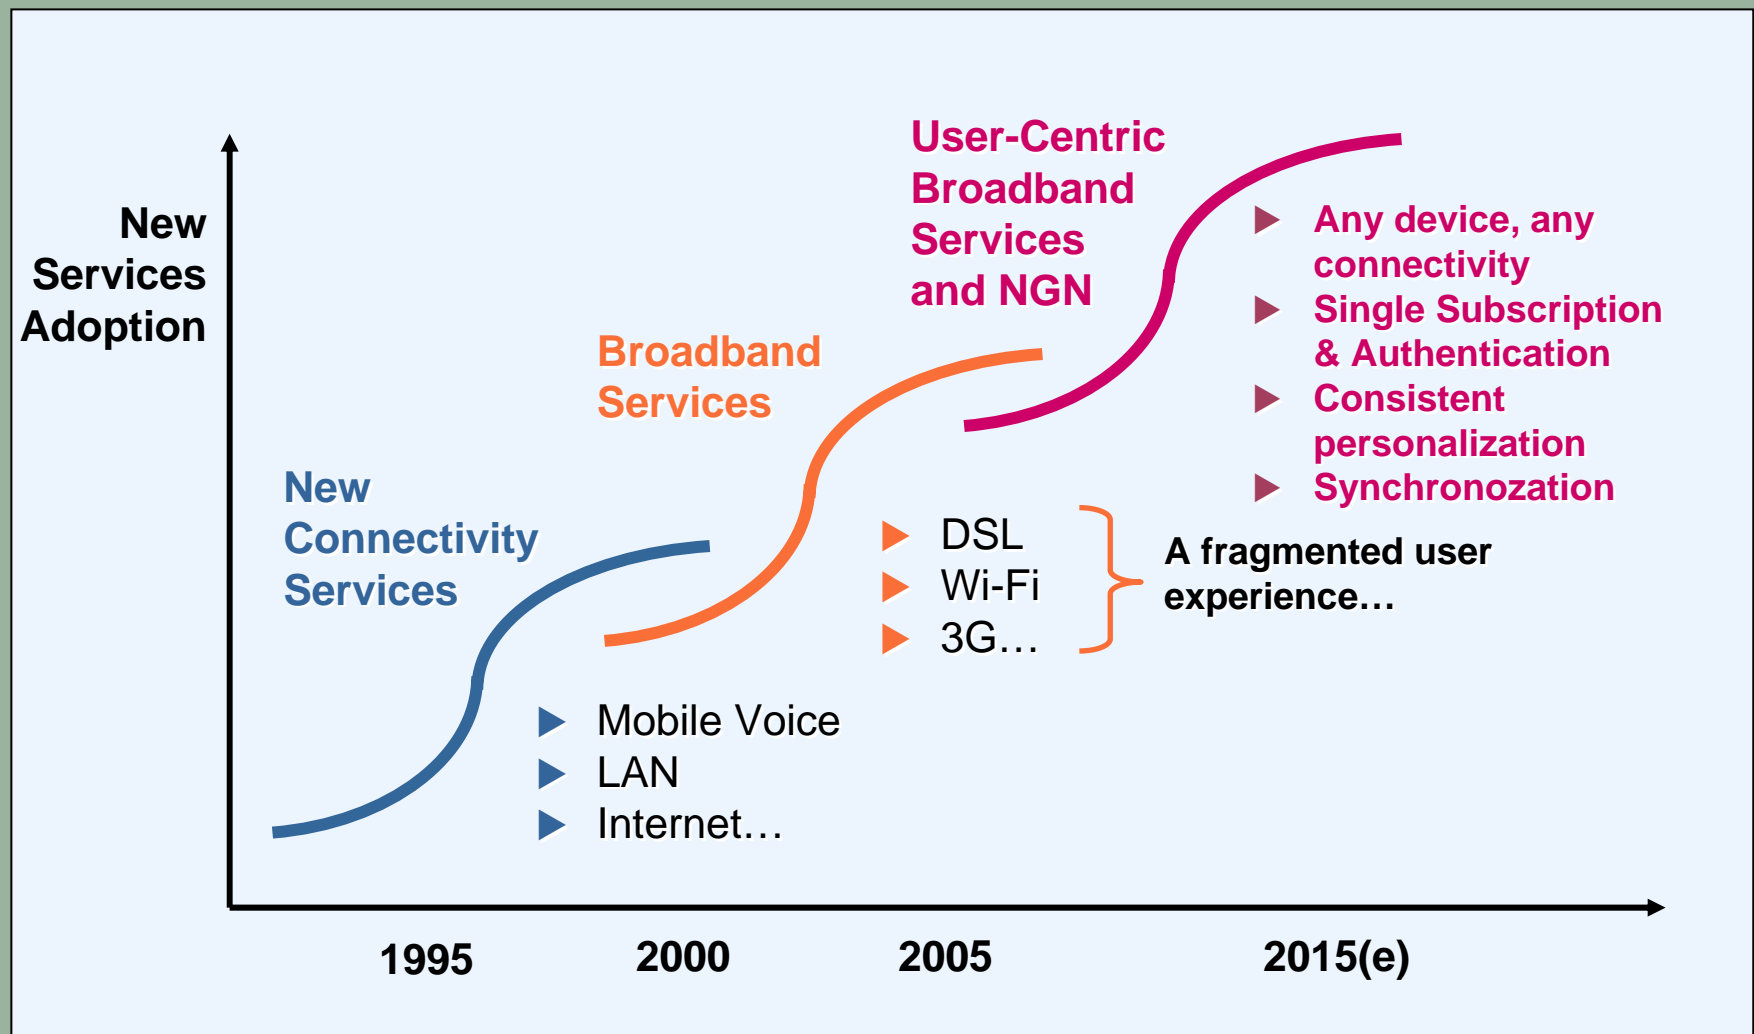 New
Services
Adoption
User-Centric
Broadband
Services
and NGN
Any device, any
connectivity
Single Subscription
& Authentication
Consistent
personalization
Synchronozation
Broadband
Services
DSL
Wi-Fi
3G…
A fragmented user
experience…
New
Connectivity
Services
Mobile Voice
LAN
Internet…
1995
2000
2005
2015(e)